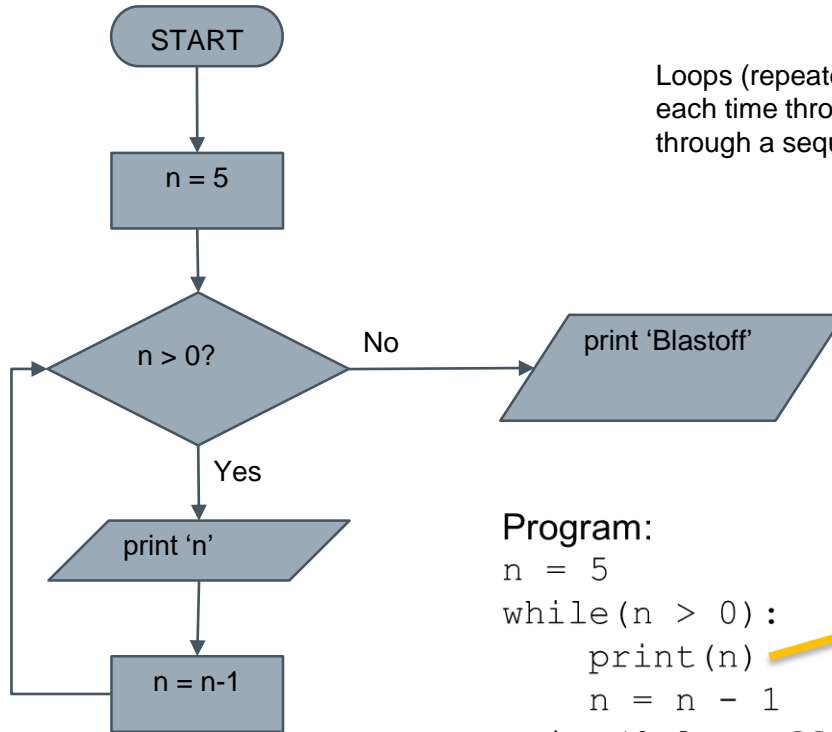 START
Loops (repeate
each time thro
through a sequ
n = 5
n > 0?
No
print ‘Blastoff’
Yes
print ‘n’
n = n-1
Program:
n = 5
while(n > 0):
print(n)
n = n - 1